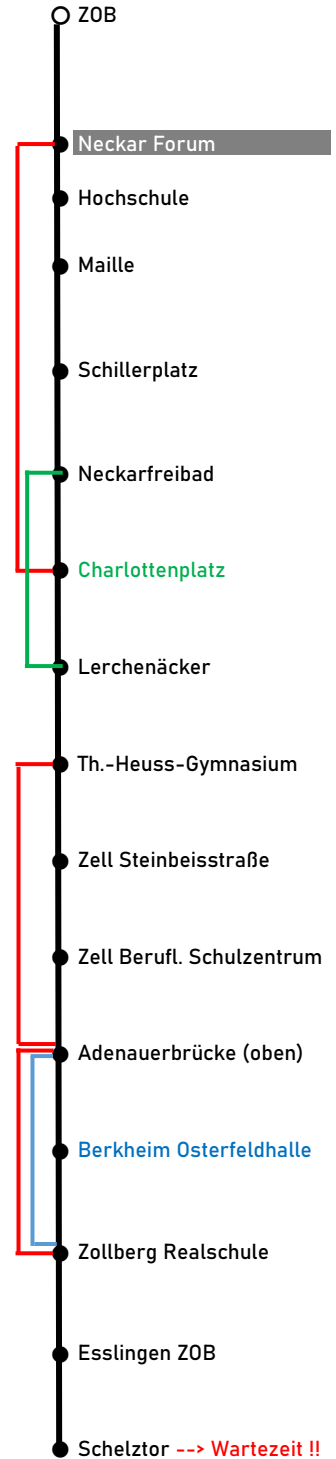 ZOB
Neckar Forum
Hochschule
Maille
Schillerplatz
Neckarfreibad
Charlottenplatz
Lerchenäcker
Th.-Heuss-Gymnasium
Zell Steinbeisstraße
Zell Berufl. Schulzentrum
Adenauerbrücke (oben)
Berkheim Osterfeldhalle
Zollberg Realschule
Esslingen ZOB
Schelztor --> Wartezeit !!